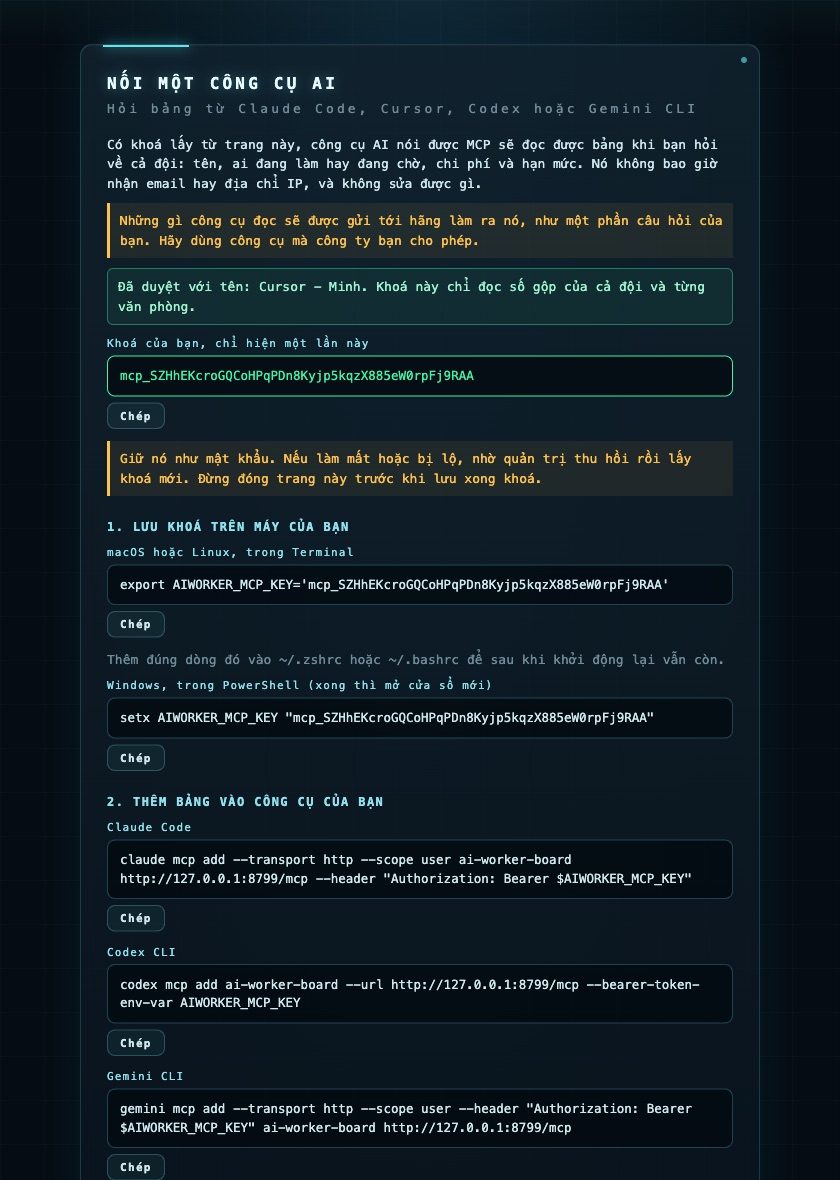 NỐI MỘT CÔNG CỤ AI
Hỏi bảng từ Claude Code, Cursor, Codex hoặc Gemini CLI
Có khoá lấy từ trang này, công cụ AI nói được MCP sẽ đọc được bảng khi bạn hỏi
về cả đội: tên, ai đang làm hay đang chờ, chi phí và hạn mức. Nó không bao giờ
nhận email hay địa chỉ IP, và không sửa được gì.
Những gì công cụ đọc sẽ được gửi tới hãng làm ra nó, như một phần câu hỏi của
bạn. Hãy dùng công cụ mà công ty bạn cho phép.
Đã duyệt với tên: Cursor — Minh. Khoá này chỉ đọc số gộp của cả đội và từng
văn phòng.
Khoá của bạn, chỉ hiện một lần này
mcp_SZHhEKcroGQCoHPqPDn8Kyjp5kqzX885eW0rpFj9RAA
Chép
Giữ nó như mật khẩu. Nếu làm mất hoặc bị lộ, nhờ quản trị thu hồi rồi lấy
khoá mới. Đừng đóng trang này trước khi lưu xong khoá.
1. LƯU KHOÁ TRÊN MÁY CỦA BẠN
macOS hoặc Linux, trong Terminal
export AIWORKER_MCP_KEY='mcp_SZHhEKcroGQCoHPqPDn8Kyjp5kqzX885eW0rpFj9RAA'
Chép
Thêm đúng dòng đó vào ~/.zshrc hoặc ~/.bashrc để sau khi khởi động lại vẫn còn.
Windows, trong PowerShell (xong thì mở cửa sổ mới)
setx AIWORKER_MCP_KEY "mcp_SZHhEKcroGQCoHPqPDn8Kyjp5kqzX885eW0rpFj9RAA"
Chép
2. THÊM BẢNG VÀO CÔNG CỤ CỦA BẠN
Claude Code
claude mcp add --transport http --scope user ai-worker-board
http://127.0.0.1:8799/mcp --header "Authorization: Bearer $AIWORKER_MCP_KEY"
Chép
Codex CLI
codex mcp add ai-worker-board --url http://127.0.0.1:8799/mcp --bearer-token-
env-var AIWORKER_MCP_KEY
Chép
Gemini CLI
gemini mcp add --transport http --scope user --header "Authorization: Bearer
$AIWORKER_MCP_KEY" ai-worker-board http://127.0.0.1:8799/mcp
Chép